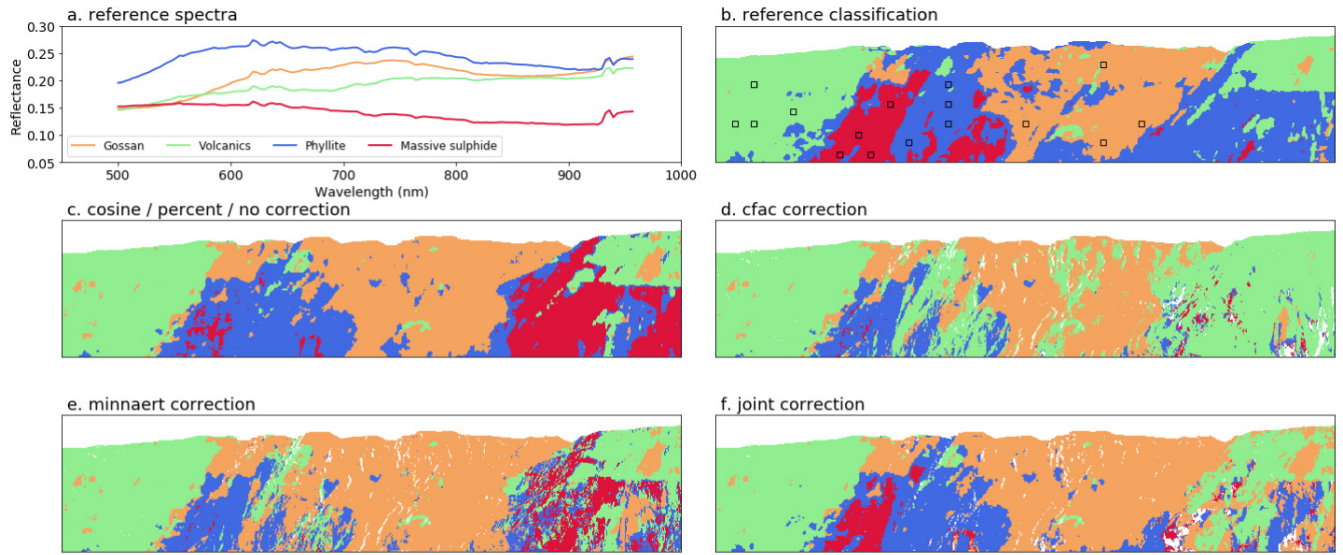 a. reference spectra
0.30
0.25
0.20
0.15
0.10
0.05
Reflectance
Gossan
Volcanics
Phyllite
Massive sulphide
500
600
700
800
900
1000
Wavelength (nm)
b. reference classification
c. cosine / percent / no correction
d. cfac correction
e. minnaert correction
f. joint correction